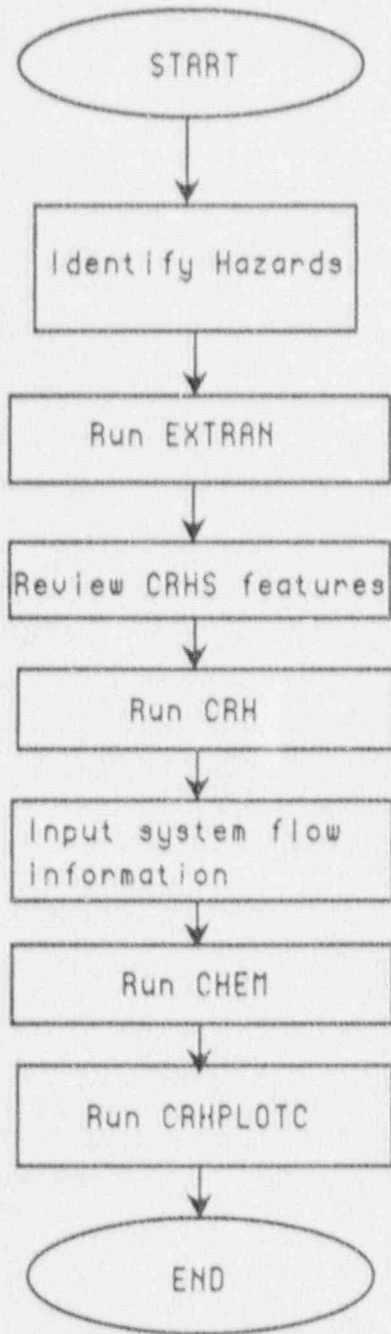 START
Identify Hazards
Run EXTRAN
Review CRHS features
Run CRH
Input system flow
information
Run CHEM
Run CRHPLOTC
END